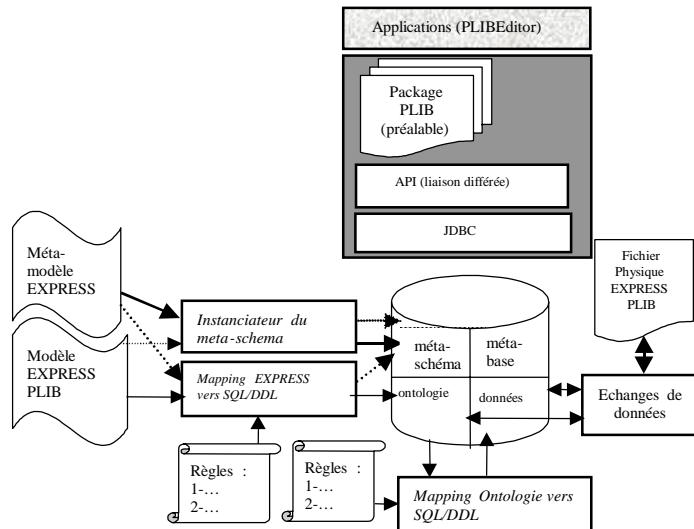 Applications (PLIBEditor)
Package
PLIB
(préalable)
API (liaison différée)
JDBC
Méta-
modèle
EXPRESS
Modèle
EXPRESS
PLIB
Instanciateur du
meta-schema
Mapping EXPRESS
vers SQL/DDL
méta-
schéma
méta-
base
ontologie
données
Fichier
Physique
EXPRESS
PLIB
Echanges de
données
Règles :
1-…
2-…
Règles :
1-…
2-…
Mapping Ontologie vers
SQL/DDL